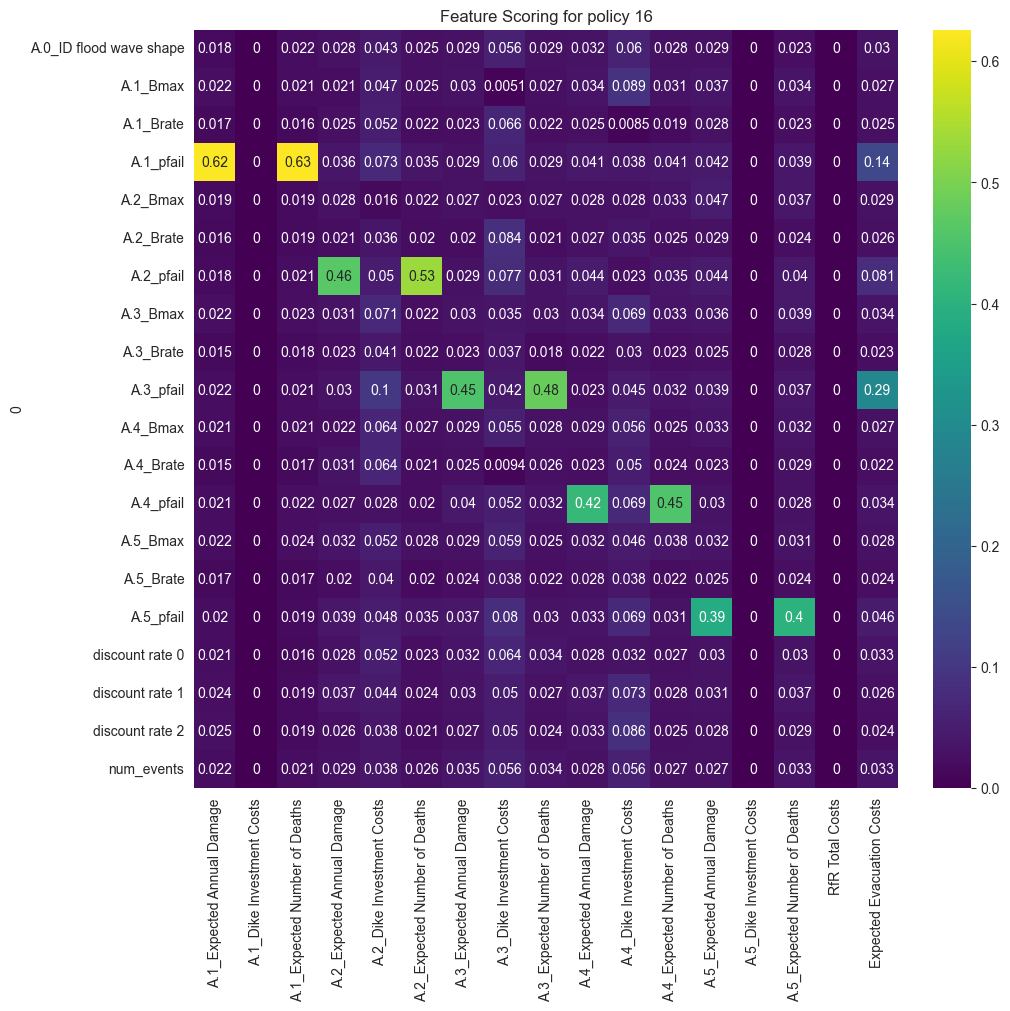 Feature Scoring for policy 16
A.0_ID flood wave shape 0.018 0 0.022 0.028 0.043 0.025 0.029 0.056 0.029 0.032 0.06 0.028 0.029 0 0.023 0 0.03
A.1_Bmax 0.022 0 0.021 0.021 0.047 0.025 0.03 0.0051 0.027 0.034 0.089 0.031 0.037 0 0.034 0 0.027
A.1_Brate 0.017 0 0.016 0.025 0.052 0.022 0.023 0.066 0.022 0.025 0.0085 0.019 0.028 0 0.023 0 0.025
A.1_pfail 0.62 0 0.63 0.036 0.073 0.035 0.029 0.06 0.029 0.041 0.038 0.041 0.042 0 0.039 0 0.14
A.2_Bmax 0.019 0 0.019 0.028 0.016 0.022 0.027 0.023 0.027 0.028 0.028 0.033 0.047 0 0.037 0 0.029
A.2_Brate 0.016 0 0.019 0.021 0.036 0.02 0.02 0.084 0.021 0.027 0.035 0.025 0.029 0 0.024 0 0.026
A.2_pfail 0.018 0 0.021 0.46 0.05 0.53 0.029 0.077 0.031 0.044 0.023 0.035 0.044 0 0.04 0 0.081
A.3_Bmax 0.022 0 0.023 0.031 0.071 0.022 0.03 0.035 0.03 0.034 0.069 0.033 0.036 0 0.039 0 0.034
A.3_Brate 0.015 0 0.018 0.023 0.041 0.022 0.023 0.037 0.018 0.022 0.03 0.023 0.025 0 0.028 0 0.023
A.3_pfail 0.022 0 0.021 0.03 0.1 0.031 0.45 0.042 0.48 0.023 0.045 0.032 0.039 0 0.037 0 0.29
A.4_Bmax 0.021 0 0.021 0.022 0.064 0.027 0.029 0.055 0.028 0.029 0.056 0.025 0.033 0 0.032 0 0.027
A.4_Brate 0.015 0 0.017 0.031 0.064 0.021 0.025 0.0094 0.026 0.023 0.05 0.024 0.023 0 0.029 0 0.022
A.4_pfail 0.021 0 0.022 0.027 0.028 0.02 0.04 0.052 0.032 0.42 0.069 0.45 0.03 0 0.028 0 0.034
A.5_Bmax 0.022 0 0.024 0.032 0.052 0.028 0.029 0.059 0.025 0.032 0.046 0.038 0.032 0 0.031 0 0.028
A.5_Brate 0.017 0 0.017 0.02 0.04 0.02 0.024 0.038 0.022 0.028 0.038 0.022 0.025 0 0.024 0 0.024
A.5_pfail 0.02 0 0.019 0.039 0.048 0.035 0.037 0.08 0.03 0.033 0.069 0.031 0.39 0 0.4 0 0.046
discount rate 0 0.021 0 0.016 0.028 0.052 0.023 0.032 0.064 0.034 0.028 0.032 0.027 0.03 0 0.03 0 0.033
discount rate 1 0.024 0 0.019 0.037 0.044 0.024 0.03 0.05 0.027 0.037 0.073 0.028 0.031 0 0.037 0 0.026
discount rate 2 0.025 0 0.019 0.026 0.038 0.021 0.027 0.05 0.024 0.033 0.086 0.025 0.028 0 0.029 0 0.024
num_events 0.022 0 0.021 0.029 0.038 0.026 0.035 0.056 0.034 0.028 0.056 0.027 0.027 0 0.033 0 0.033
0
A.1_Expected Annual Damage
A.1_Dike Investment Costs
A.1_Expected Number of Deaths
A.2_Expected Annual Damage
A.2_Dike Investment Costs
A.2_Expected Number of Deaths
A.3_Expected Annual Damage
A.3_Dike Investment Costs
A.3_Expected Number of Deaths
A.4_Expected Annual Damage
A.4_Dike Investment Costs
A.4_Expected Number of Deaths
A.5_Expected Annual Damage
A.5_Dike Investment Costs
A.5_Expected Number of Deaths
RfR Total Costs
Expected Evacuation Costs
0.6
0.5
0.4
0.3
0.2
0.1
0.0